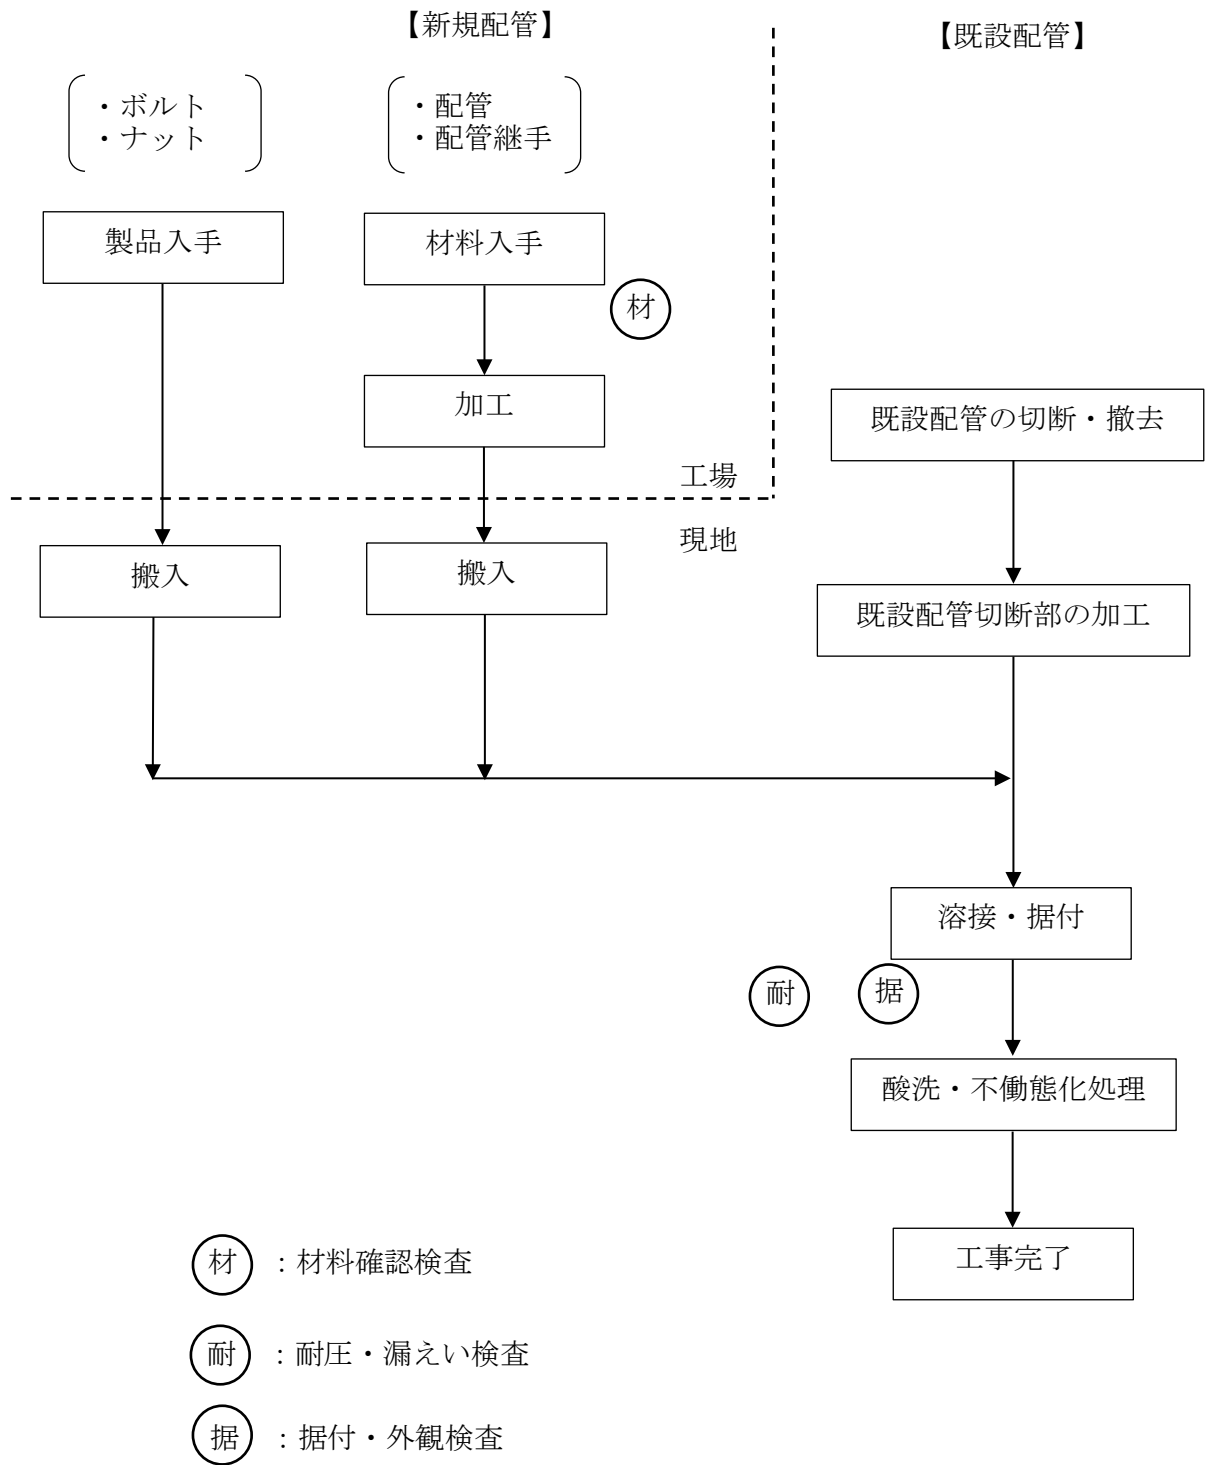 【新規配管】
【既設配管】
・ボルト
・ナット
・配管
・配管継手
製品入手
材料入手
材
加工
既設配管の切断・撤去
工場
現地
搬入
搬入
既設配管切断部の加工
溶接・据付
耐
据
酸洗・不働態化処理
工事完了
材：材料確認検査
耐：耐圧・漏えい検査
据：据付・外観検査